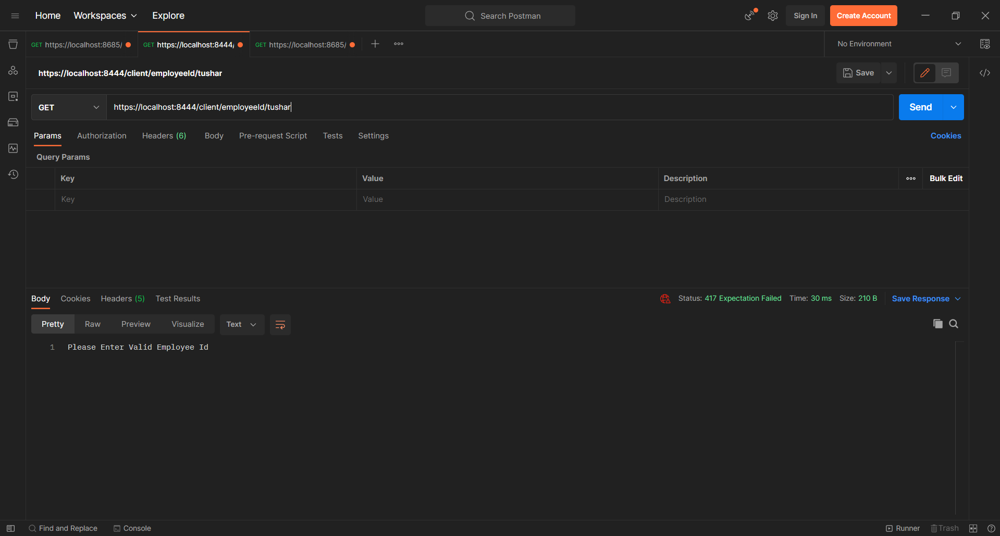 Home Workspaces Explore Search Postman Sign In Create Account
GET https://localhost:8685/ GET https://localhost:8444/ GET https://localhost:8685/ No Environment
https://localhost:8444/client/employeeId/tushar Save
GET https://localhost:8444/client/employeeId/tushar Send
Params Authorization Headers (6) Body Pre-request Script Tests Settings Cookies
Query Params
Key Value Description Bulk Edit
Key Value Description
Body Cookies Headers (5) Test Results Status: 417 Expectation Failed Time: 30 ms Size: 210 B Save Response
Pretty Raw Preview Visualize Text
1 Please Enter Valid Employee Id
Find and Replace Console Runner Trash